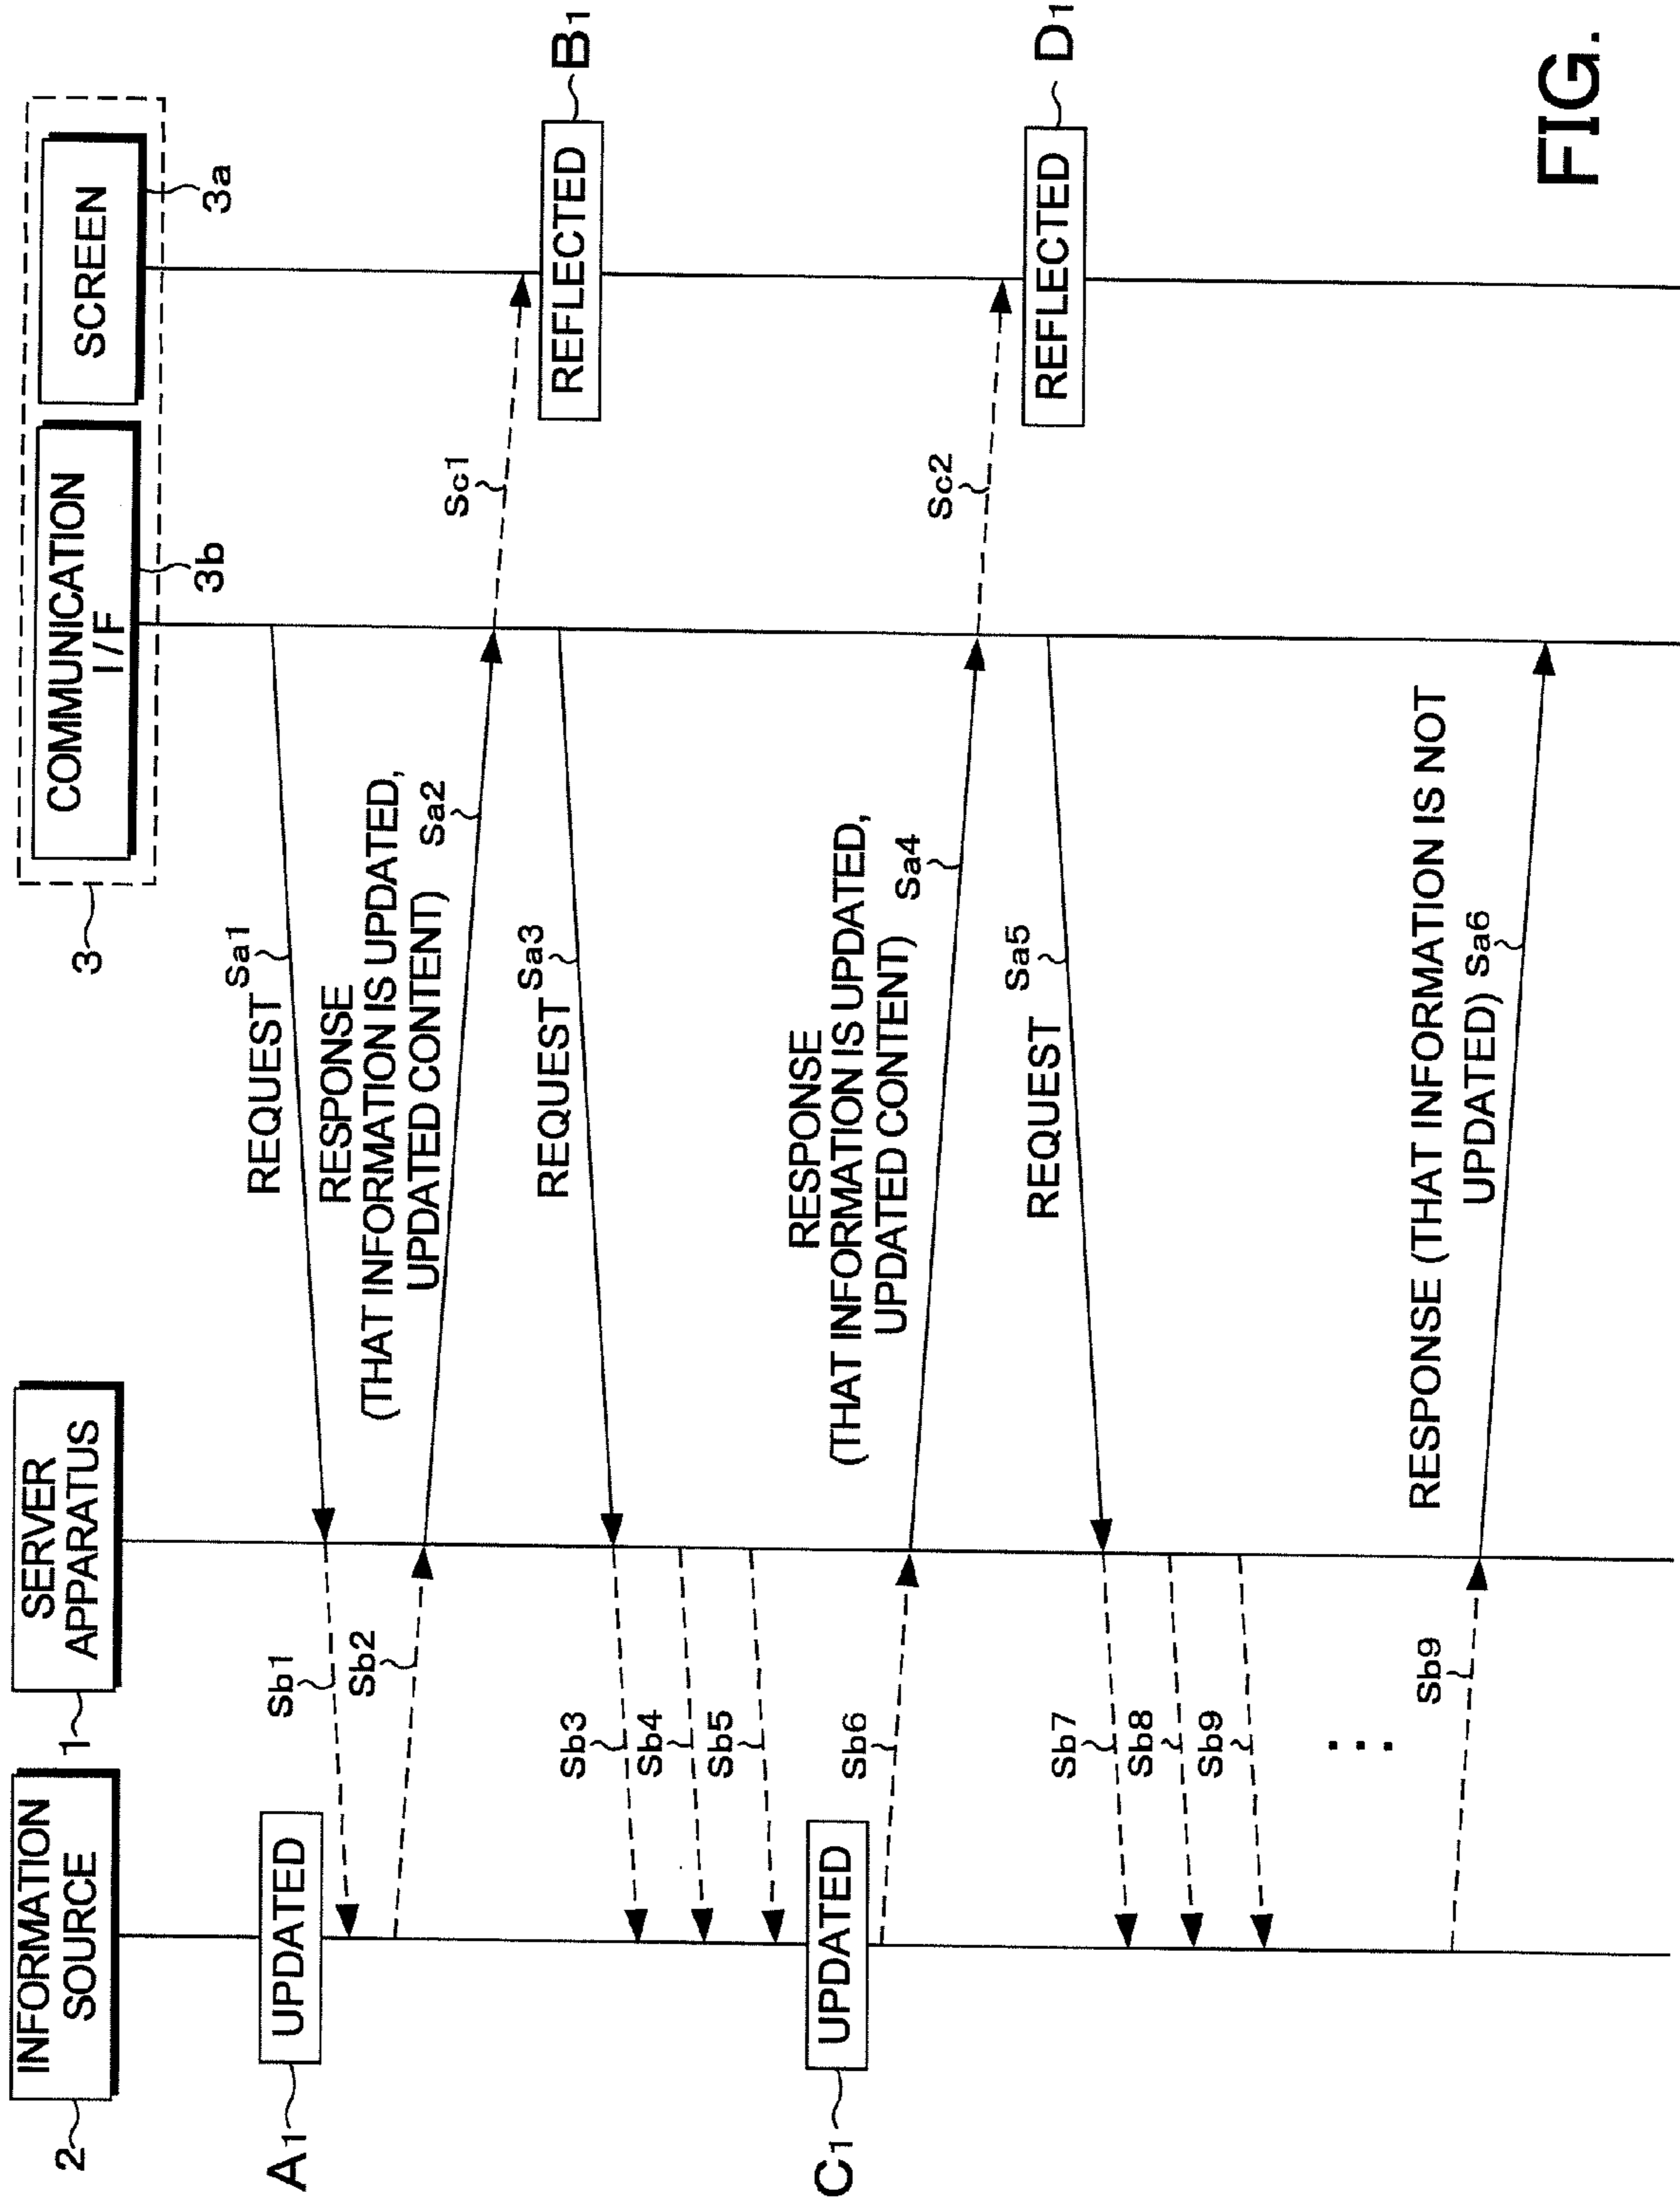 INFORMATION
SOURCE
2
SERVER
APPARATUS
1
COMMUNICATION
I/F
3b
SCREEN
3a
3
A1
UPDATED
REQUEST
Sa1
Sb1
Sb2
RESPONSE
(THAT INFORMATION IS UPDATED,
UPDATED CONTENT)
Sa2
Sc1
REFLECTED
B1
REQUEST
Sa3
Sb3
Sb4
Sb5
C1
UPDATED
Sb6
RESPONSE
(THAT INFORMATION IS UPDATED,
UPDATED CONTENT)
Sa4
Sc2
REFLECTED
D1
REQUEST
Sa5
Sb7
Sb8
Sb9
...
Sb9
RESPONSE (THAT INFORMATION IS NOT
UPDATED)
Sa6
FIG.